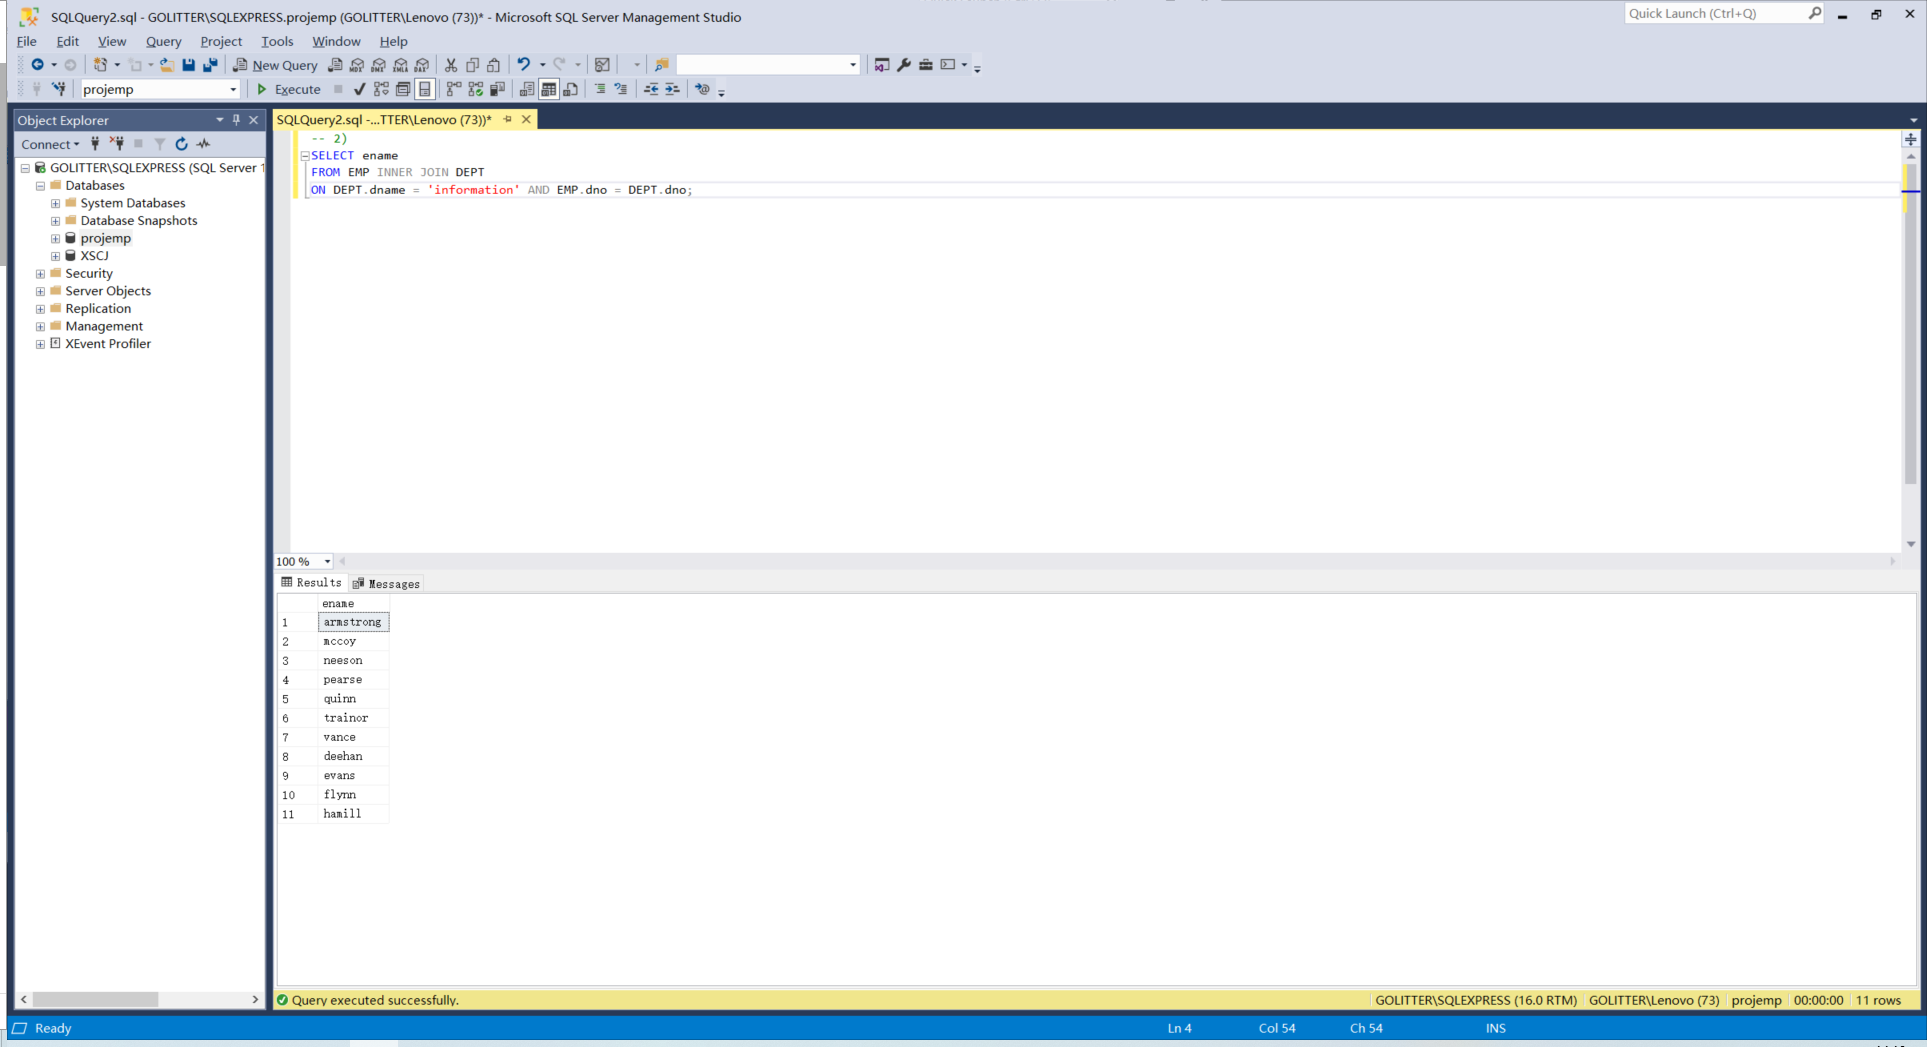 SQLQuery2.sql - GOLITTER\SQLEXPRESS.projemp (GOLITTER\Lenovo (73))* - Microsoft SQL Server Management Studio
Quick Launch (Ctrl+Q)
File Edit View Query Project Tools Window Help
New Query
projemp
Execute
Object Explorer
Connect
GOLITTER\SQLEXPRESS (SQL Server 1
Databases
System Databases
Database Snapshots
projemp
XSCJ
Security
Server Objects
Replication
Management
XEvent Profiler
SQLQuery2.sql -...TTER\Lenovo (73))*
-- 2)
SELECT ename
FROM EMP INNER JOIN DEPT
ON DEPT.dname = 'information' AND EMP.dno = DEPT.dno;
100 %
Results Messages
ename
1 armstrong
2 mccoy
3 neeson
4 pearse
5 quinn
6 trainor
7 vance
8 deehan
9 evans
10 flynn
11 hamill
Query executed successfully.
GOLITTER\SQLEXPRESS (16.0 RTM) GOLITTER\Lenovo (73) projemp 00:00:00 11 rows
Ready
Ln 4 Col 54 Ch 54 INS